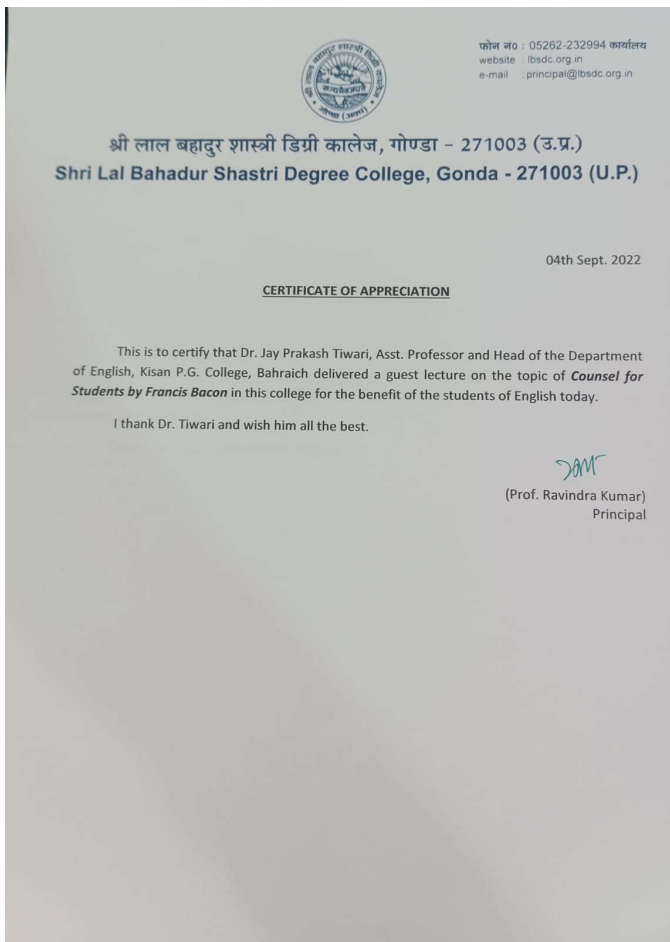 फोन नं० : 05262-232994 कार्यालय
website : lbsdc.org.in
e-mail : principal@lbsdc.org.in
श्री लाल बहादुर शास्त्री डिग्री कालेज, गोण्डा – 271003 (उ.प्र.)
Shri Lal Bahadur Shastri Degree College, Gonda - 271003 (U.P.)
04th Sept. 2022
CERTIFICATE OF APPRECIATION
This is to certify that Dr. Jay Prakash Tiwari, Asst. Professor and Head of the Department
of English, Kisan P.G. College, Bahraich delivered a guest lecture on the topic of Counsel for
Students by Francis Bacon in this college for the benefit of the students of English today.
I thank Dr. Tiwari and wish him all the best.
(Prof. Ravindra Kumar)
Principal